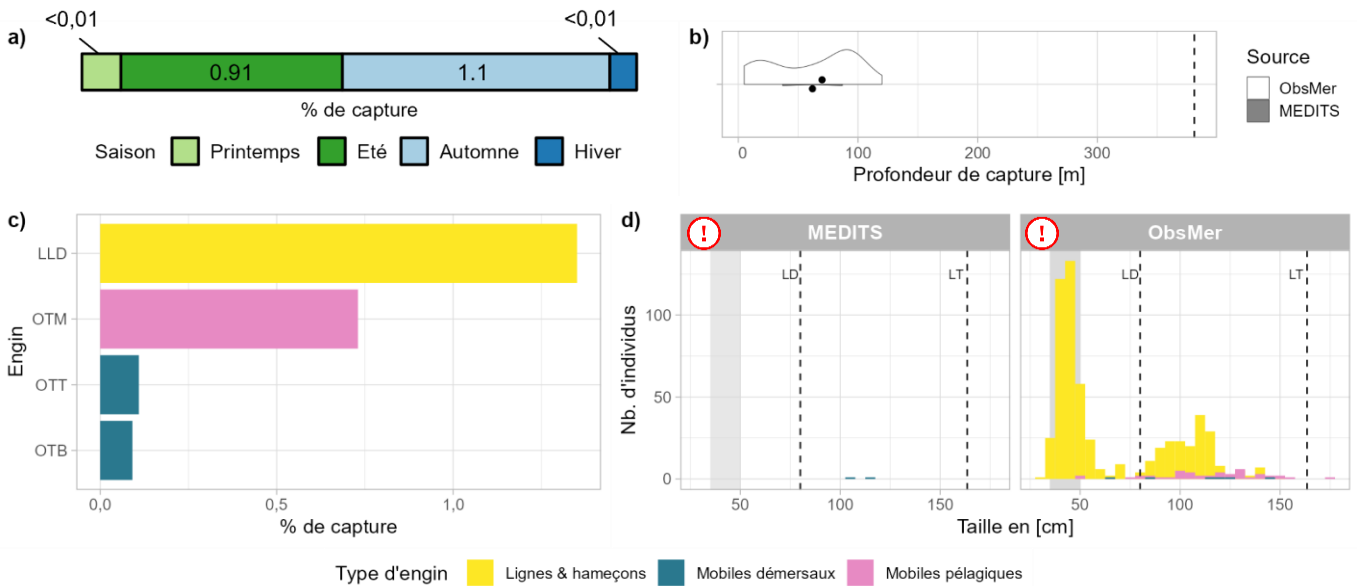 a)
<0,01
<0,01
0.91
1.1
% de capture
Saison Printemps Eté Automne Hiver
b)
0 100 200 300
Profondeur de capture [m]
Source
ObsMer
MEDITS
c)
LLD
OTM
OTT
OTB
Engin
0,0 0,5 1,0
% de capture
d)
! MEDITS
! ObsMer
LD LT
LD LT
100
50
0
Nb. d'individus
50 100 150
50 100 150
Taille en [cm]
Type d'engin Lignes & hameçons Mobiles démersaux Mobiles pélagiques